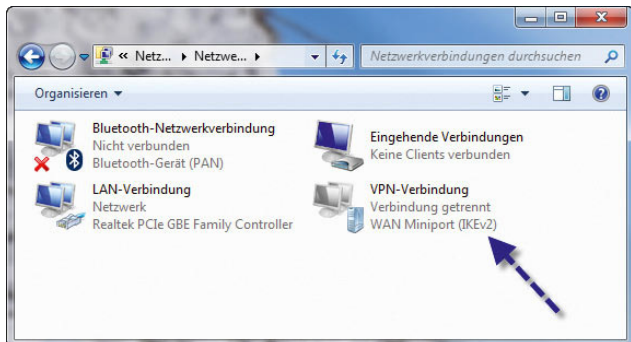 « Netz... ▸ Netzwe... ▸
Netzwerkverbindungen durchsuchen
Organisieren
Bluetooth-Netzwerkverbindung
Nicht verbunden
Bluetooth-Gerät (PAN)
Eingehende Verbindungen
Keine Clients verbunden
LAN-Verbindung
Netzwerk
Realtek PCIe GBE Family Controller
VPN-Verbindung
Verbindung getrennt
WAN Miniport (IKEv2)